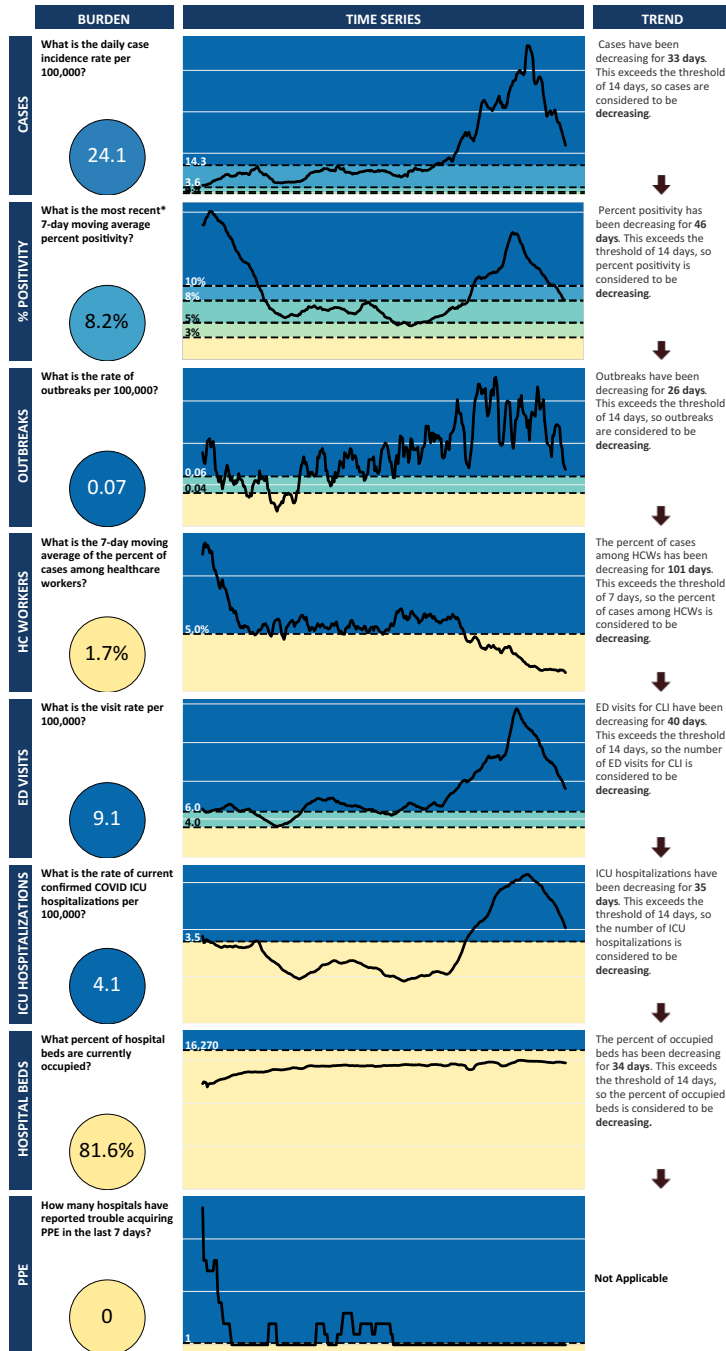 BURDEN
TIME SERIES
TREND
CASES
What is the daily case
incidence rate per
100,000?
24.1
14.3
3.6
Cases have been
decreasing for 33 days.
This exceeds the threshold
of 14 days, so cases are
considered to be
decreasing.
% POSITIVITY
What is the most recent*
7-day moving average
percent positivity?
8.2%
10%
8%
5%
3%
Percent positivity has
been decreasing for 46
days. This exceeds the
threshold of 14 days, so
percent positivity is
considered to be
decreasing.
OUTBREAKS
What is the rate of
outbreaks per 100,000?
0.07
0.06
0.04
Outbreaks have been
decreasing for 26 days.
This exceeds the threshold
of 14 days, so outbreaks
are considered to be
decreasing.
HC WORKERS
What is the 7-day moving
average of the percent of
cases among healthcare
workers?
1.7%
5.0%
The percent of cases
among HCWs has been
decreasing for 101 days.
This exceeds the threshold
of 7 days, so the percent
of cases among HCWs is
considered to be
decreasing.
ED VISITS
What is the visit rate per
100,000?
9.1
6.0
4.0
ED visits for CLI have been
decreasing for 40 days.
This exceeds the threshold
of 14 days, so the number
of ED visits for CLI is
considered to be
decreasing.
ICU HOSPITALIZATIONS
What is the rate of current
confirmed COVID ICU
hospitalizations per
100,000?
4.1
3.5
ICU hospitalizations have
been decreasing for 35
days. This exceeds the
threshold of 14 days, so
the number of ICU
hospitalizations is
considered to be
decreasing.
HOSPITAL BEDS
What percent of hospital
beds are currently
occupied?
81.6%
16,270
The percent of occupied
beds has been decreasing
for 34 days. This exceeds
the threshold of 14 days,
so the percent of occupied
beds is considered to be
decreasing.
PPE
How many hospitals have
reported trouble acquiring
PPE in the last 7 days?
0
1
Not Applicable